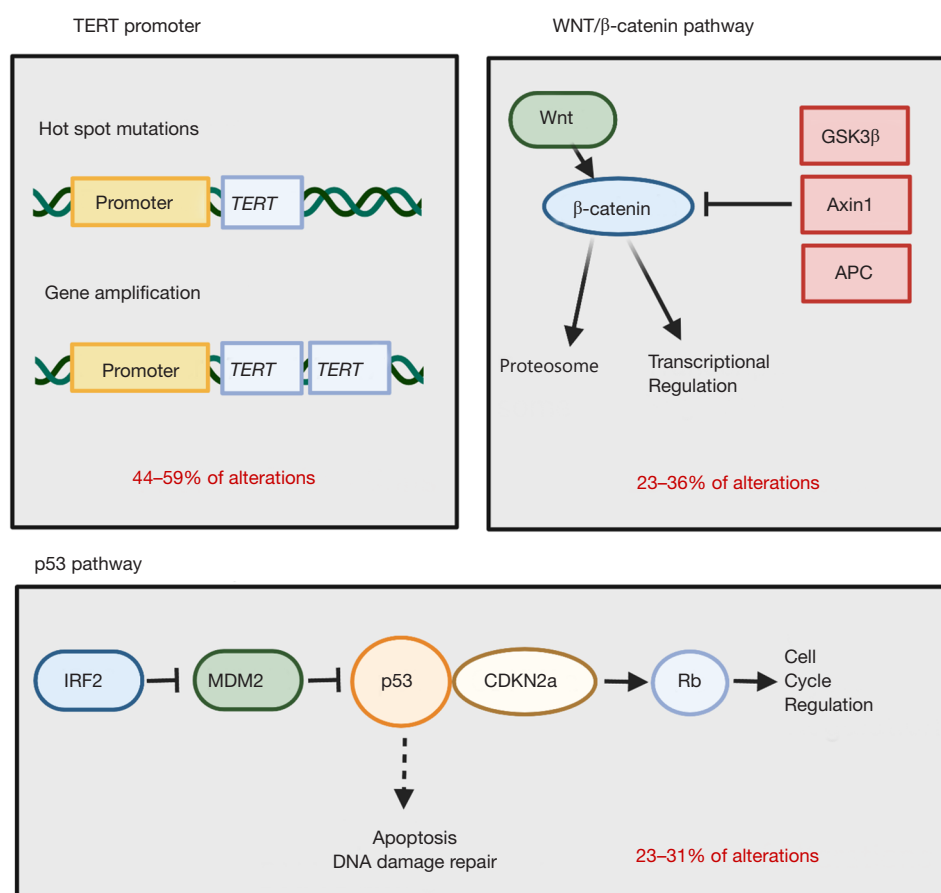 TERT promoter
Hot spot mutations
Promoter
TERT
Gene amplification
Promoter
TERT
TERT
44–59% of alterations
WNT/β-catenin pathway
Wnt
β-catenin
GSK3β
Axin1
APC
Proteosome
Transcriptional
Regulation
23–36% of alterations
p53 pathway
IRF2
MDM2
p53
CDKN2a
Rb
Cell
Cycle
Regulation
Apoptosis
DNA damage repair
23–31% of alterations